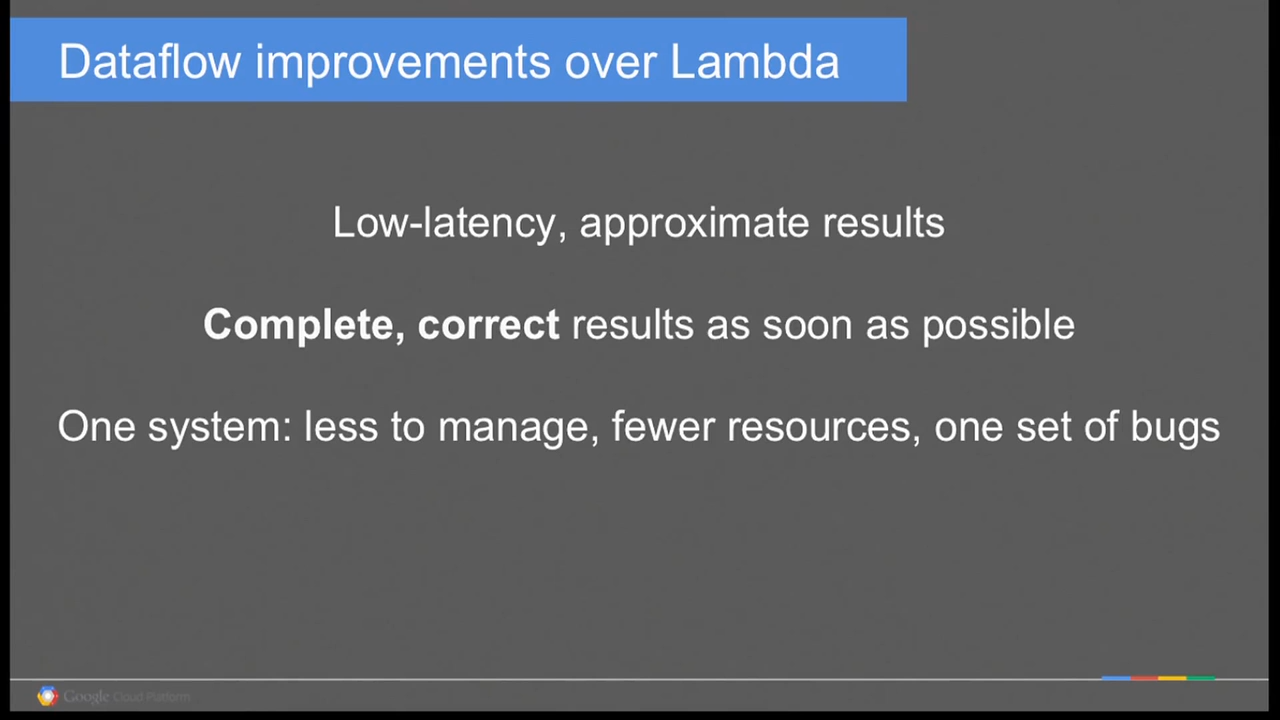 Dataflow improvements over Lambda
Low-latency, approximate results
Complete, correct results as soon as possible
One system: less to manage, fewer resources, one set of bugs
Google Cloud Platform